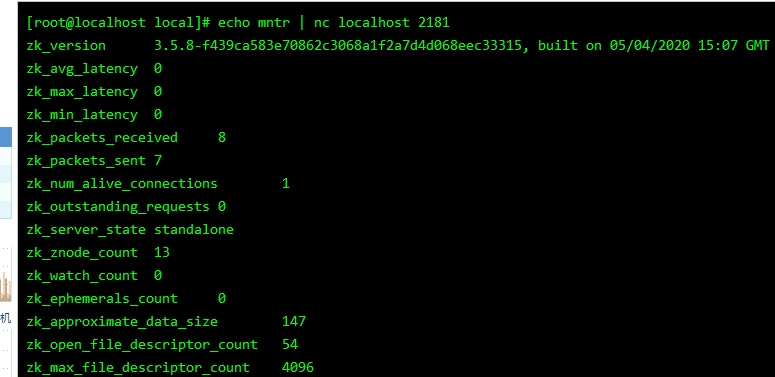 [root@localhost local]# echo mntr | nc localhost 2181
zk_version 3.5.8-f439ca583e70862c3068a1f2a7d4d068eec33315, built on 05/04/2020 15:07 GMT
zk_avg_latency 0
zk_max_latency 0
zk_min_latency 0
zk_packets_received 8
zk_packets_sent 7
zk_num_alive_connections 1
zk_outstanding_requests 0
zk_server_state standalone
zk_znode_count 13
zk_watch_count 0
zk_ephemerals_count 0
zk_approximate_data_size 147
zk_open_file_descriptor_count 54
zk_max_file_descriptor_count 4096
机